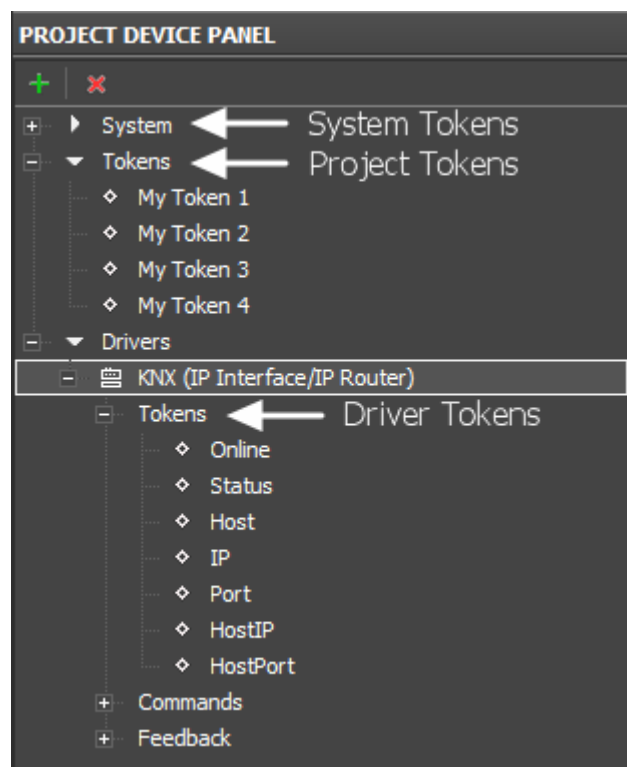 PROJECT DEVICE PANEL
System System Tokens
Tokens Project Tokens
My Token 1
My Token 2
My Token 3
My Token 4
Drivers
KNX (IP Interface/IP Router)
Tokens Driver Tokens
Online
Status
Host
IP
Port
HostIP
HostPort
Commands
Feedback